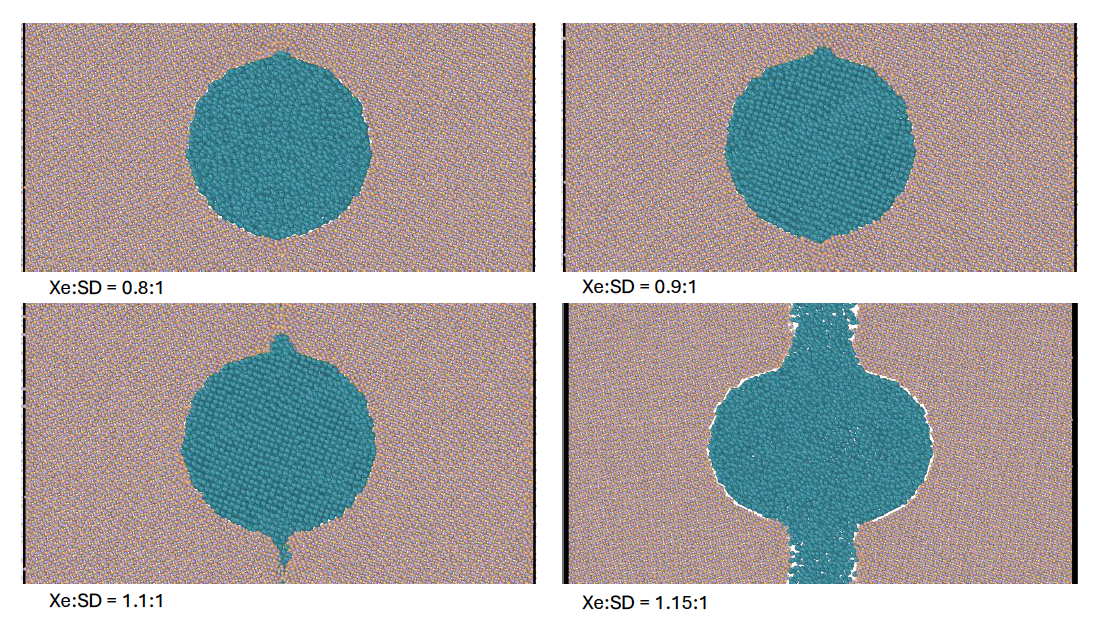 Xe:SD = 0.8:1
Xe:SD = 0.9:1
Xe:SD = 1.1:1
Xe:SD = 1.15:1